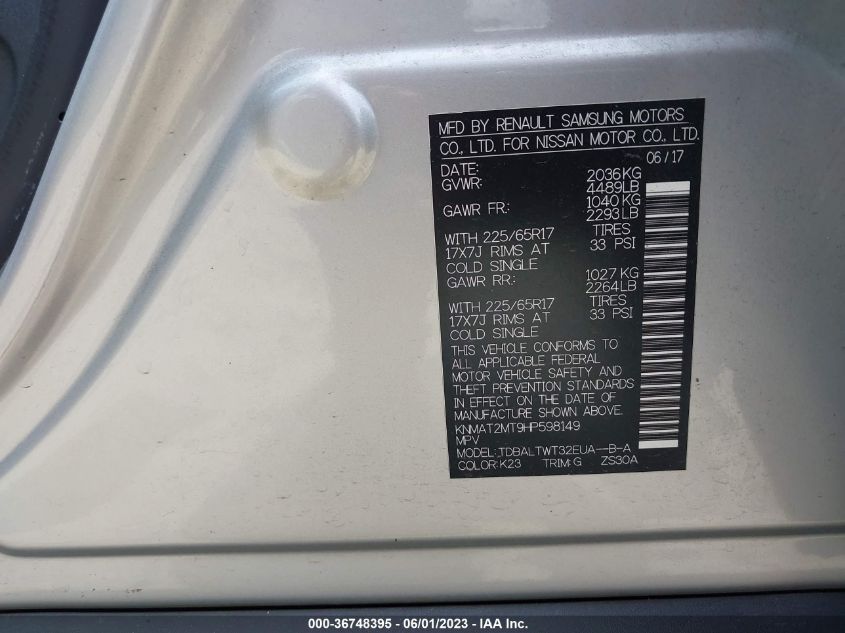 MFD BY RENAULT SAMSUNG MOTORS
CO., LTD. FOR NISSAN MOTOR CO., LTD.
DATE: 06/17
GVWR: 2036KG
4489LB
GAWR FR.: 1040 KG
2293LB
WITH 225/65R17 TIRES
17X7J RIMS AT 33 PSI
COLD SINGLE
GAWR RR.: 1027 KG
2264LB
WITH 225/65R17 TIRES
17X7J RIMS AT 33 PSI
COLD SINGLE
THIS VEHICLE CONFORMS TO
ALL APPLICABLE FEDERAL
MOTOR VEHICLE SAFETY AND
THEFT PREVENTION STANDARDS
IN EFFECT ON THE DATE OF
MANUFACTURE SHOWN ABOVE.
KNMAT2MT9HP598149
MPV
MODEL: TDBALTWT32EUA--B-A
COLOR: K23 TRIM: G ZS30A
000-36748395 - 06/01/2023 - IAA Inc.